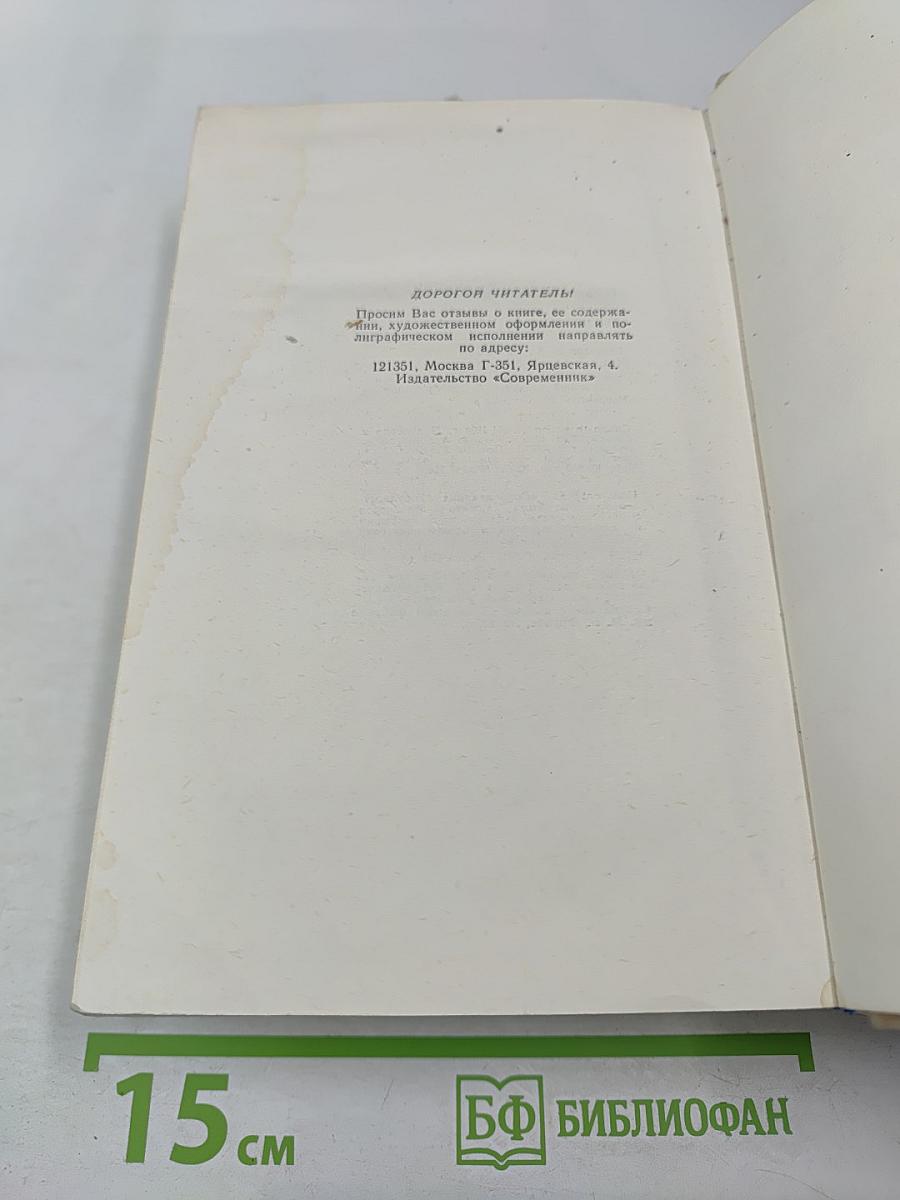 ДОРОГОЙ ЧИТАТЕЛЬ!
Просим Вас отзывы о книге, ее содержа-
нии, художественном оформлении и по-
лиграфическом исполнении направлять
по адресу:
121351, Москва Г-351, Ярцевская, 4.
Издательство «Современник»
15 см
БФ БИБЛИОФАН